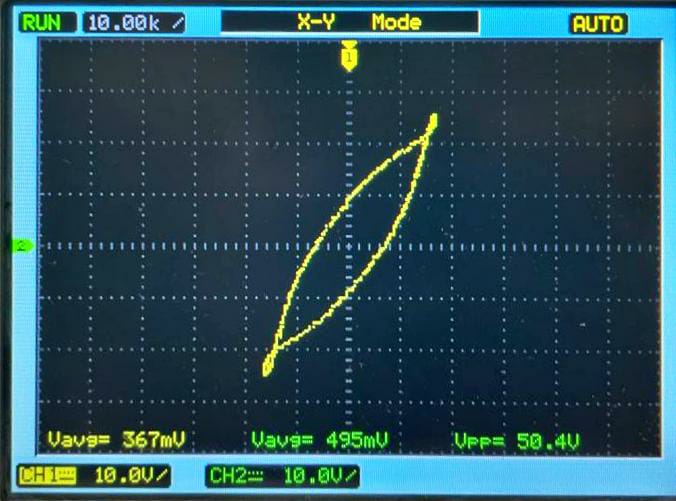 RUN 10.00k X-Y Mode AUTO
1
2
Vavg= 367mV Vavg= 495mV Vpp= 50.4V
CH1 10.0V/ CH2 10.0V/